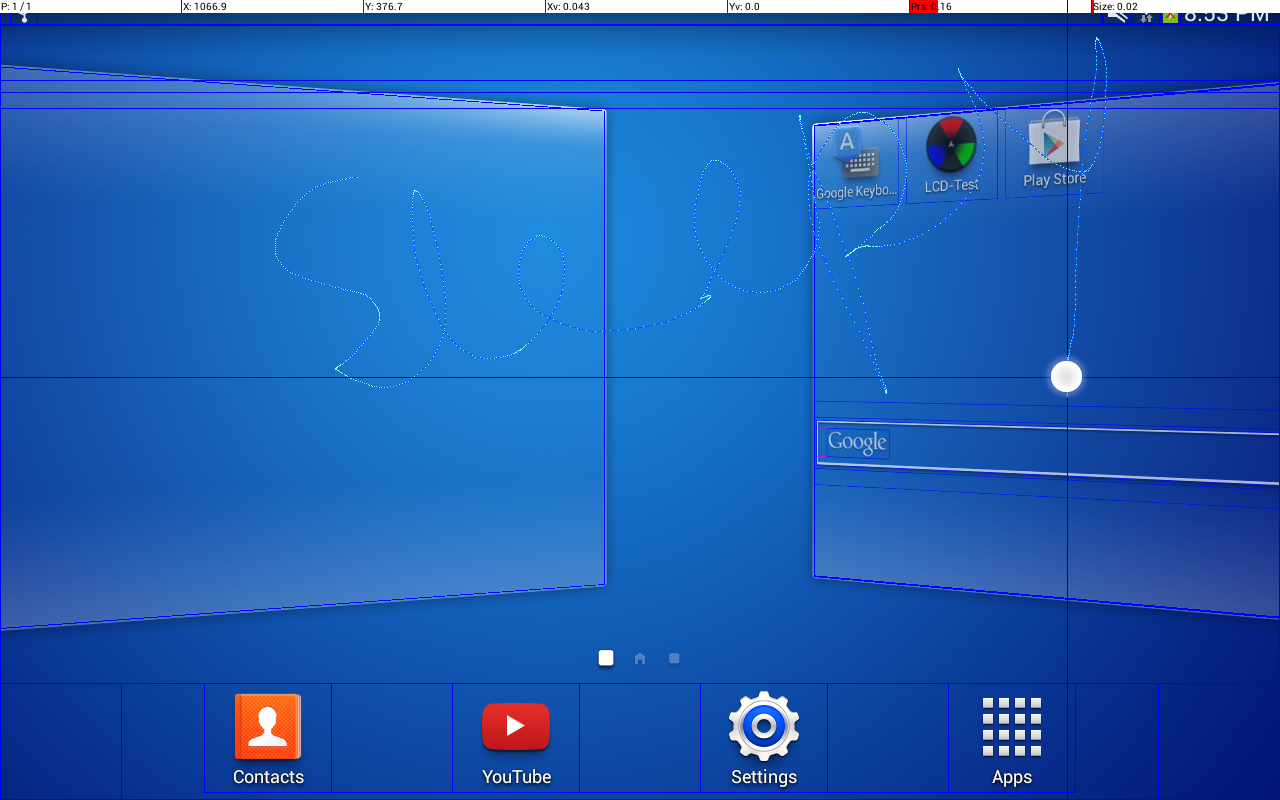 P: 1 / 1 X: 1066.9 Y: 376.7 Xv: 0.043 Yv: 0.0 Prs: 0.16 Size: 0.02
8:53 PM
A
Google Keybo... LCD-Test Play Store
sleepy
Google
Contacts YouTube Settings Apps